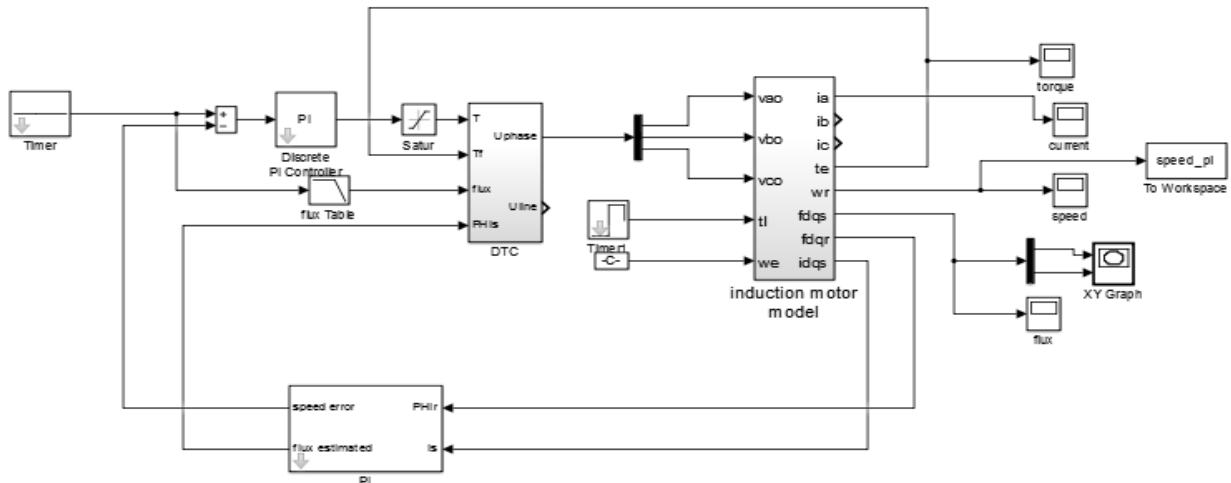 Timer
+
−
PI
Discrete
PI Controller
Satur
flux Table
T
Tf
flux
PHIs
Uphase
Uline
DTC
Timer1
-C-
vao
vbo
vco
tl
we
ia
ib
ic
te
wr
fdqs
fdqr
idqs
induction motor
model
torque
current
speed_pi
To Workspace
speed
XY Graph
flux
speed error
flux estimated
PHIr
Is
PI